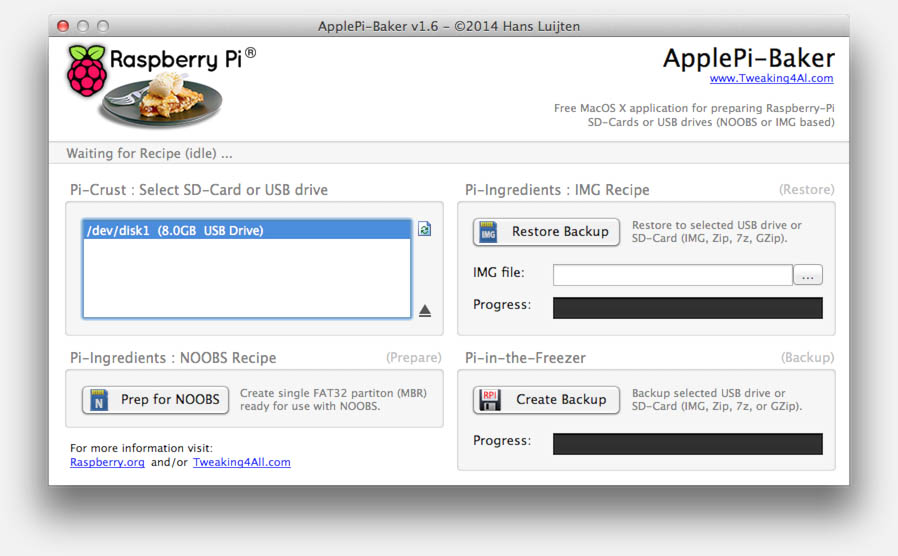 ApplePi-Baker v1.6 - ©2014 Hans Luijten
Raspberry Pi®
ApplePi-Baker
www.Tweaking4Al.com
Free MacOS X application for preparing Raspberry-Pi
SD-Cards or USB drives (NOOBS or IMG based)
Waiting for Recipe (idle) ...
Pi-Crust : Select SD-Card or USB drive
/dev/disk1 (8.0GB USB Drive)
Pi-Ingredients : IMG Recipe (Restore)
IMG Restore Backup
Restore to selected USB drive or
SD-Card (IMG, Zip, 7z, GZip).
IMG file: ...
Progress:
Pi-Ingredients : NOOBS Recipe (Prepare)
N Prep for NOOBS
Create single FAT32 partiton (MBR)
ready for use with NOOBS.
Pi-in-the-Freezer (Backup)
RPI Create Backup
Backup selected USB drive or
SD-Card (IMG, Zip, 7z, or GZip).
Progress:
For more information visit:
Raspberry.org and/or Tweaking4All.com